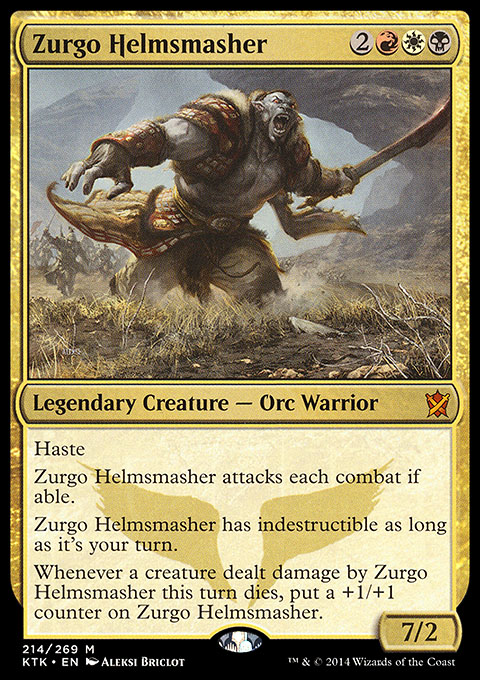 Zurgo Helmsmasher 2
Legendary Creature — Orc Warrior
Haste
Zurgo Helmsmasher attacks each combat if
able.
Zurgo Helmsmasher has indestructible as long
as it's your turn.
Whenever a creature dealt damage by Zurgo
Helmsmasher this turn dies, put a +1/+1
counter on Zurgo Helmsmasher.
7/2
214/269 M
KTK • EN Aleksi Briclot
™ & © 2014 Wizards of the Coast